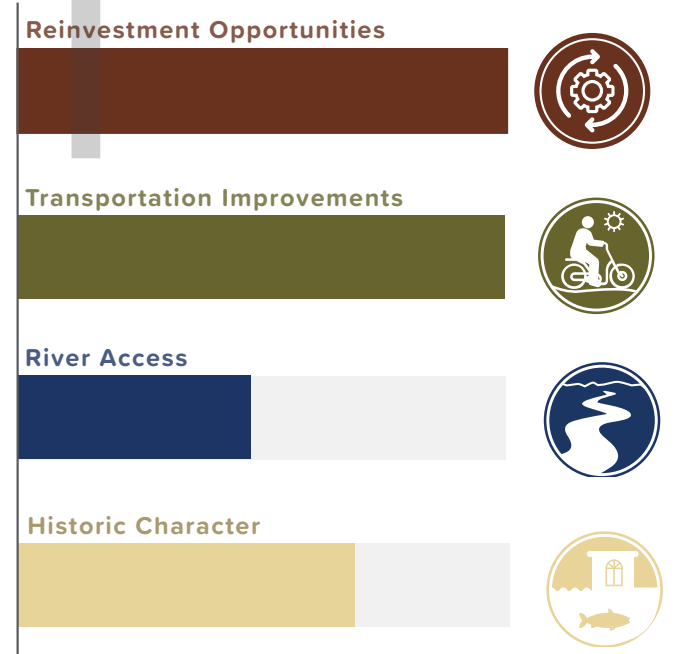 Reinvestment Opportunities
Transportation Improvements
River Access
Historic Character